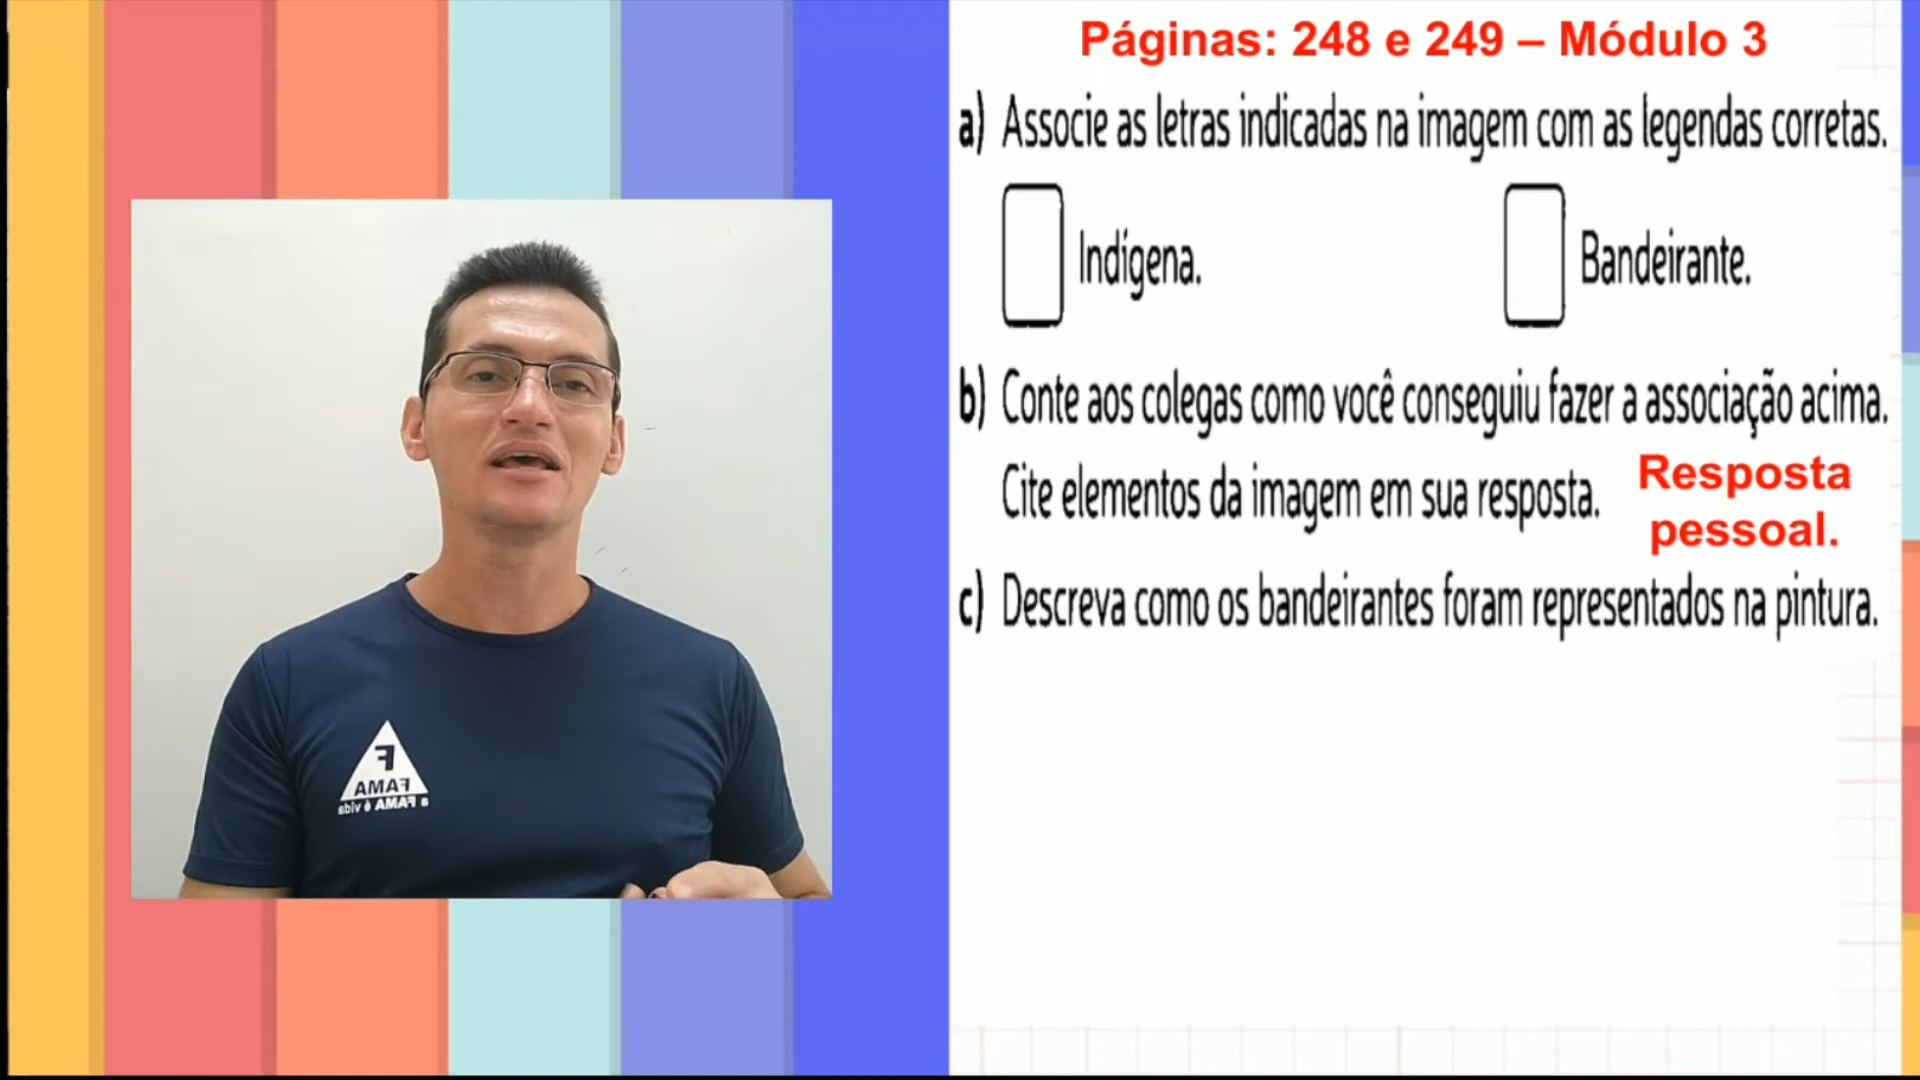 Páginas: 248 e 249 – Módulo 3
a) Associe as letras indicadas na imagem com as legendas corretas.
Indígena.
Bandeirante.
b) Conte aos colegas como você conseguiu fazer a associação acima.
Cite elementos da imagem em sua resposta.
Resposta
pessoal.
c) Descreva como os bandeirantes foram representados na pintura.
F
FAMA
a FAMA é vida